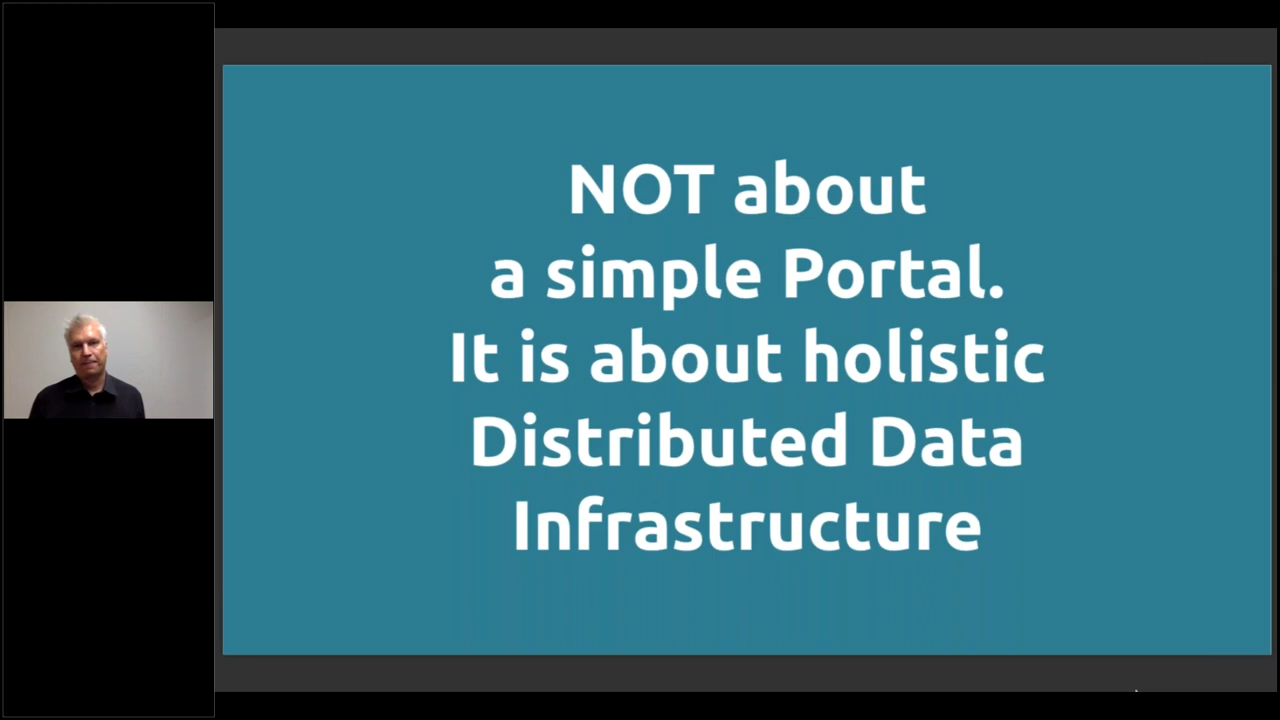 NOT about
a simple Portal.
It is about holistic
Distributed Data
Infrastructure